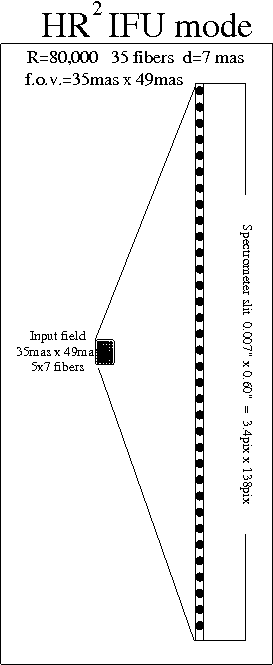 HR2 IFU mode
R=80,000 35 fibers d=7 mas
f.o.v.=35mas x 49mas
Input field
35mas x 49mas
5x7 fibers
Spectrometer slit 0.007" x 0.60" = 3.4pix x 138pix